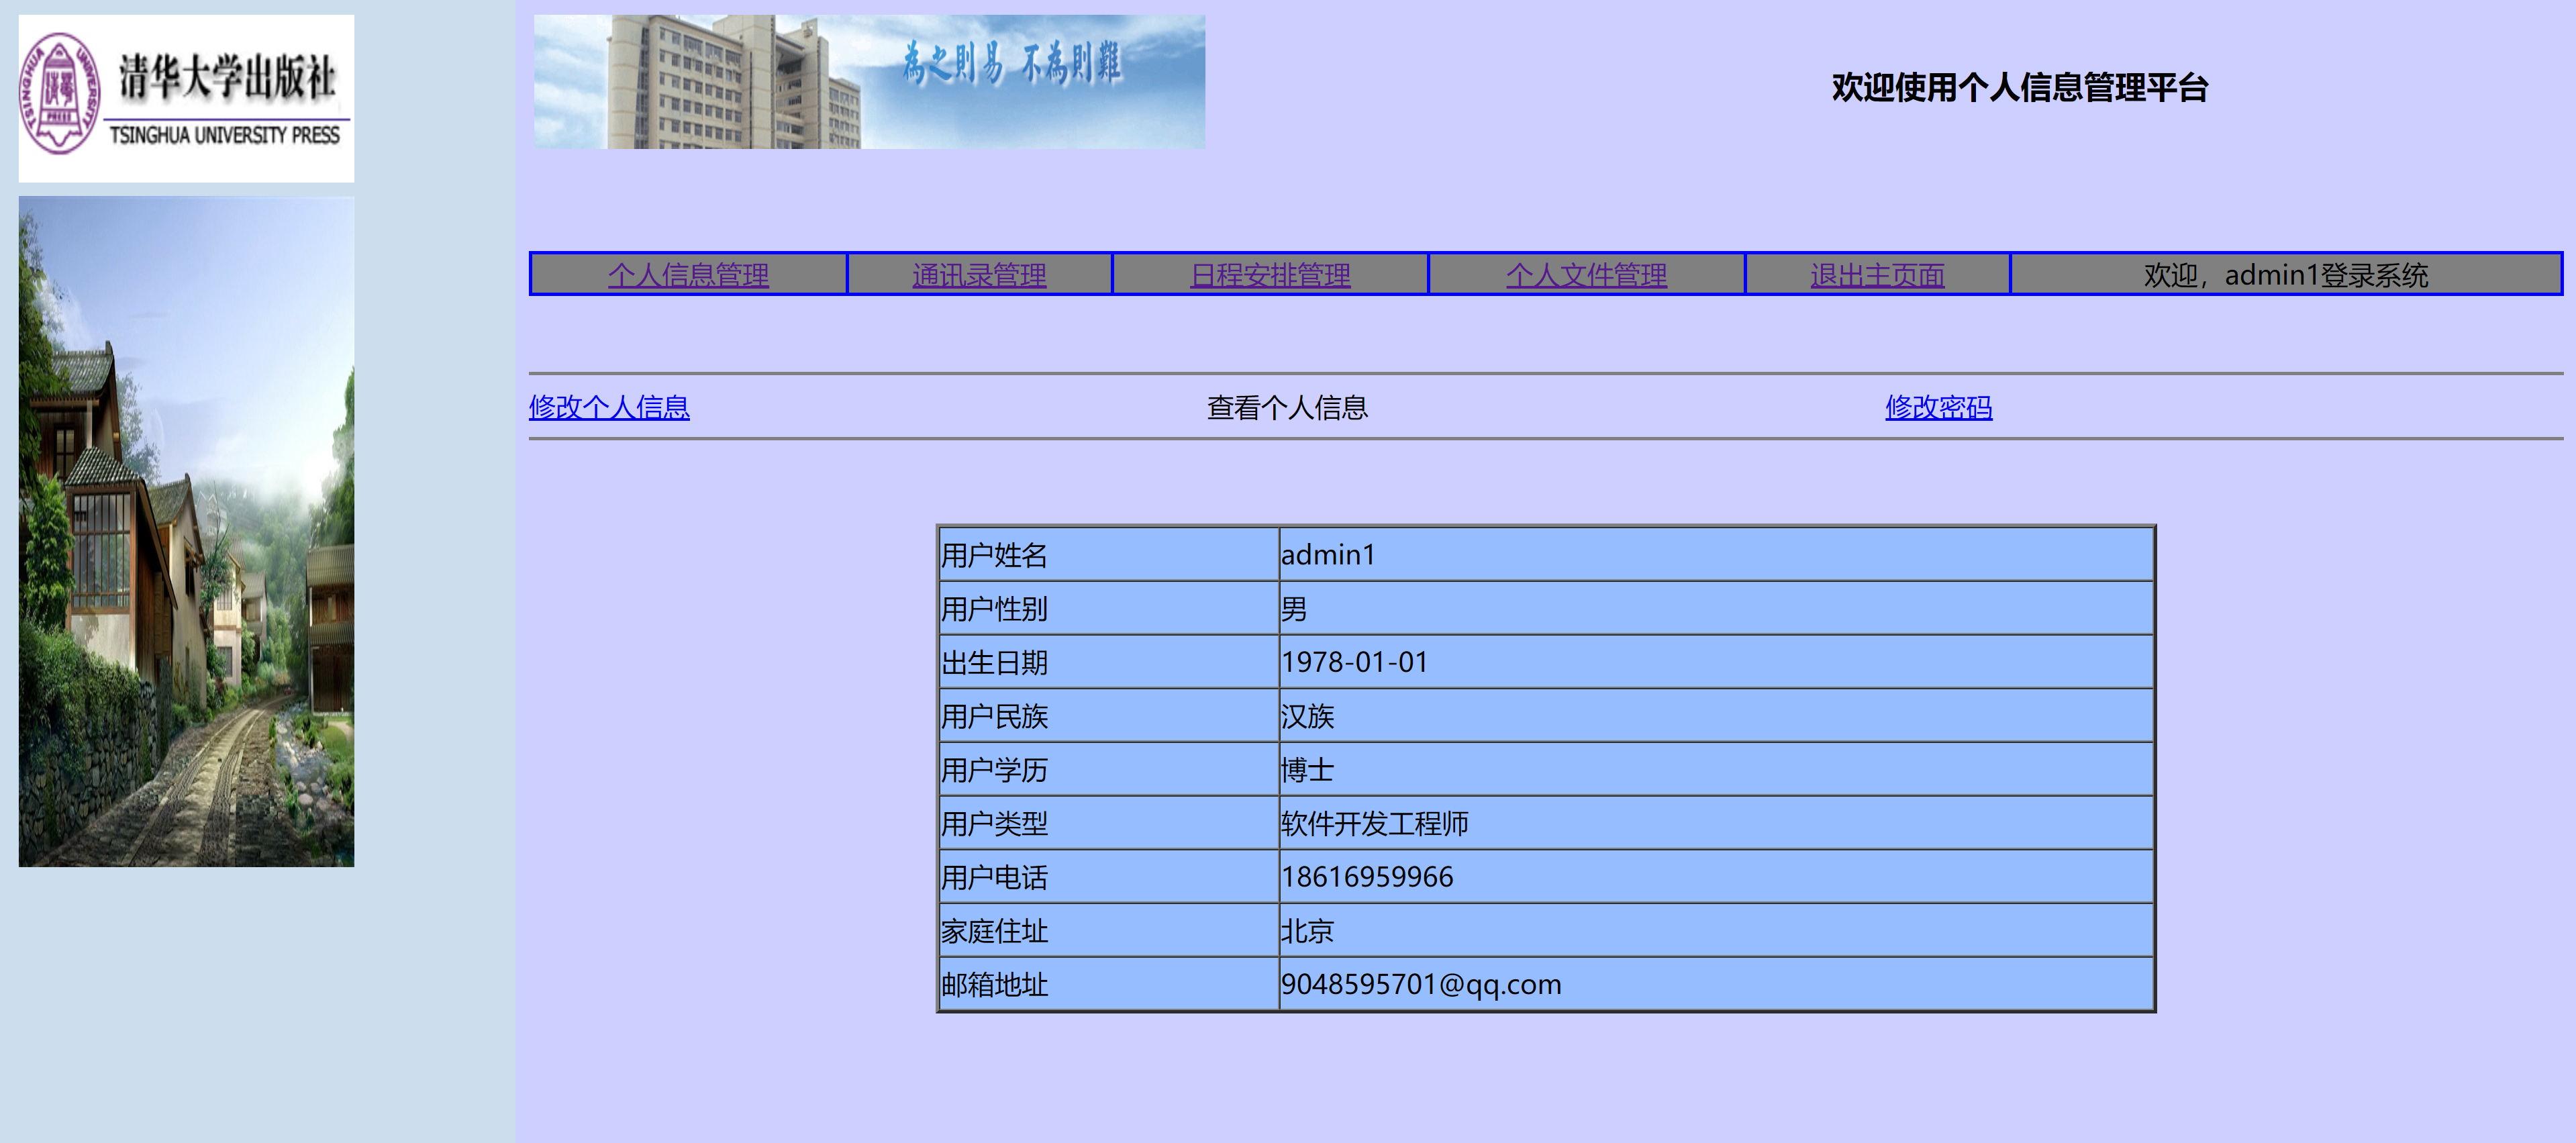 清华大学出版社
TSINGHUA UNIVERSITY PRESS
TSINGHUA UNIVERSITY
PRESS
為之則易 不為則難
欢迎使用个人信息管理平台
个人信息管理 通讯录管理 日程安排管理 个人文件管理 退出主页面 欢迎，admin1登录系统
修改个人信息 查看个人信息 修改密码
用户姓名 admin1
用户性别 男
出生日期 1978-01-01
用户民族 汉族
用户学历 博士
用户类型 软件开发工程师
用户电话 18616959966
家庭住址 北京
邮箱地址 9048595701@qq.com